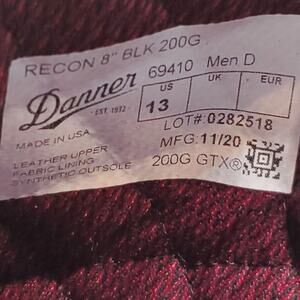 RECON 8" BLK 200G
Danner
- EST. 1932 -
69410 Men D
US UK EUR
13
MADE IN USA
LOT# 0282518
LEATHER UPPER
FABRIC LINING
SYNTHETIC OUTSOLE
MFG. 11/20
200G GTX®